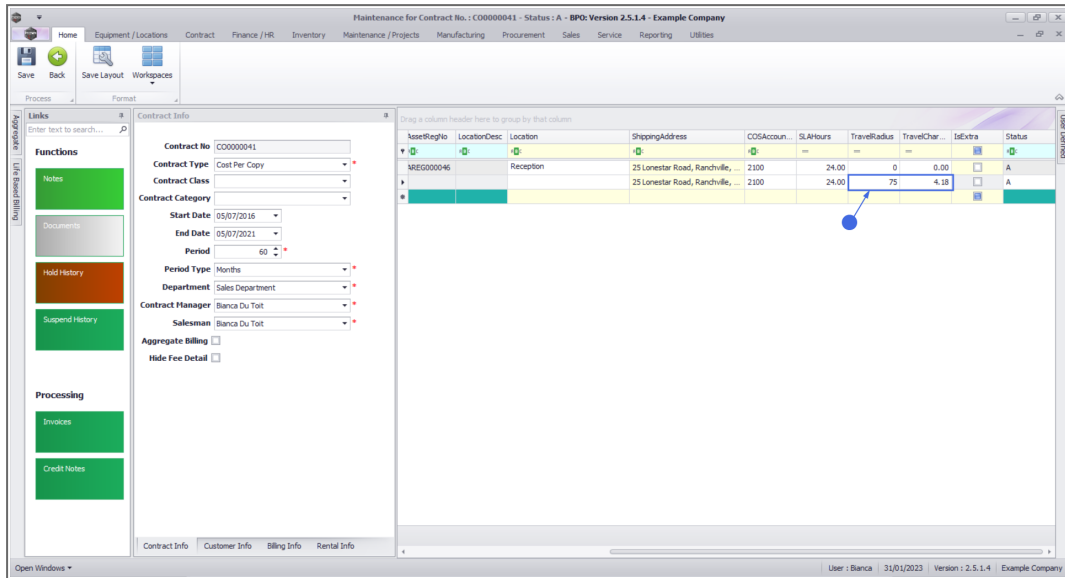 Maintenance for Contract No. : CO0000041 - Status : A - BPO: Version 2.5.1.4 - Example Company
Home Equipment / Locations Contract Finance / HR Inventory Maintenance / Projects Manufacturing Procurement Sales Service Reporting Utilities
Save Back Save Layout Workspaces
Process Format
Aggregate
Life Based Billing
Links
Enter text to search...
Functions
Notes
Documents
Hold History
Suspend History
Processing
Invoices
Credit Notes
Contract Info
Contract No CO0000041
Contract Type Cost Per Copy *
Contract Class
Contract Category
Start Date 05/07/2016
End Date 05/07/2021
Period 60 *
Period Type Months *
Department Sales Department *
Contract Manager Bianca Du Toit *
Salesman Bianca Du Toit *
Aggregate Billing
Hide Fee Detail
Contract Info Customer Info Billing Info Rental Info
Drag a column header here to group by that column
AssetRegNo LocationDesc Location ShippingAddress COSAccoun... SLAHours TravelRadius TravelChar... IsExtra Status
AREG000046 Reception 25 Lonestar Road, Ranchville, ... 2100 24.00 0 0.00 A
25 Lonestar Road, Ranchville, ... 2100 24.00 75 4.18 A
User Defined
Open Windows User : Bianca 31/01/2023 Version : 2.5.1.4 Example Company